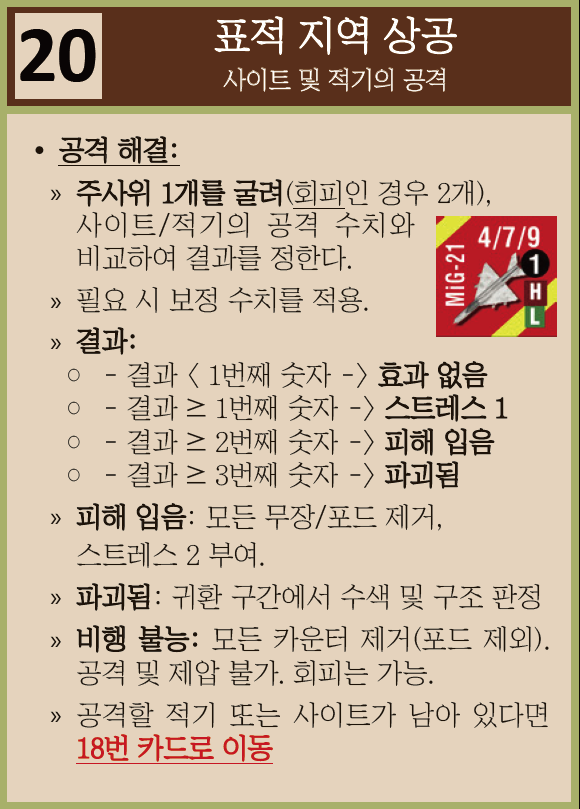 20
표적 지역 상공
사이트 및 적기의 공격
• 공격 해결:
» 주사위 1개를 굴려(회피인 경우 2개),
사이트/적기의 공격 수치와
비교하여 결과를 정한다.
MiG-21
4/7/9
1
H
L
» 필요 시 보정 수치를 적용.
» 결과:
○ - 결과 < 1번째 숫자 -> 효과 없음
○ - 결과 ≥ 1번째 숫자 -> 스트레스 1
○ - 결과 ≥ 2번째 숫자 -> 피해 입음
○ - 결과 ≥ 3번째 숫자 -> 파괴됨
» 피해 입음: 모든 무장/포드 제거,
스트레스 2 부여.
» 파괴됨: 귀환 구간에서 수색 및 구조 판정
» 비행 불능: 모든 카운터 제거(포드 제외).
공격 및 제압 불가. 회피는 가능.
» 공격할 적기 또는 사이트가 남아 있다면
18번 카드로 이동